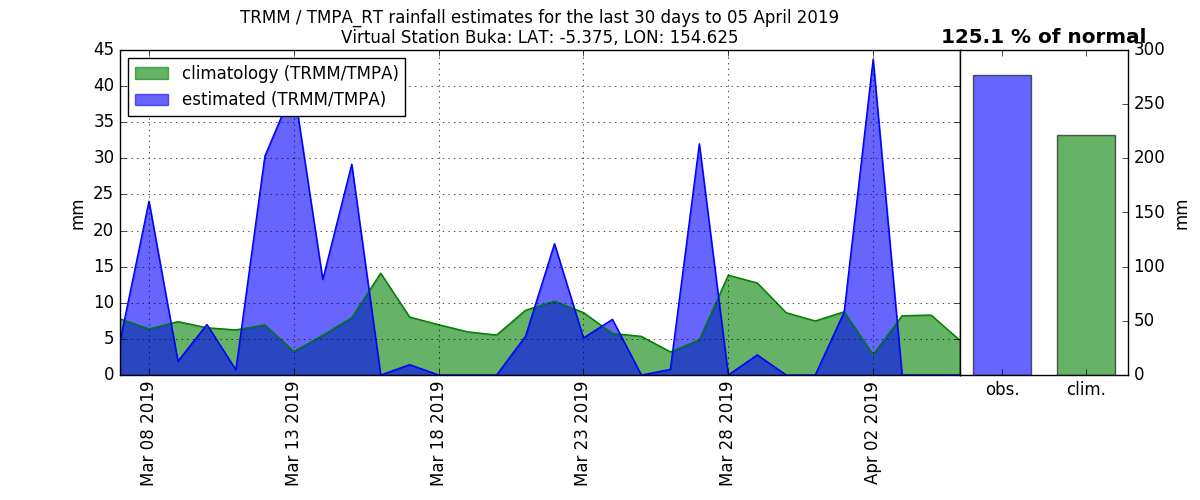 TRMM / TMPA_RT rainfall estimates for the last 30 days to 05 April 2019
Virtual Station Buka: LAT: -5.375, LON: 154.625
125.1 % of normal
climatology (TRMM/TMPA)
estimated (TRMM/TMPA)
mm
45
40
35
30
25
20
15
10
5
0
Mar 08 2019
Mar 13 2019
Mar 18 2019
Mar 23 2019
Mar 28 2019
Apr 02 2019
300
250
200
150
100
50
0
mm
obs.
clim.